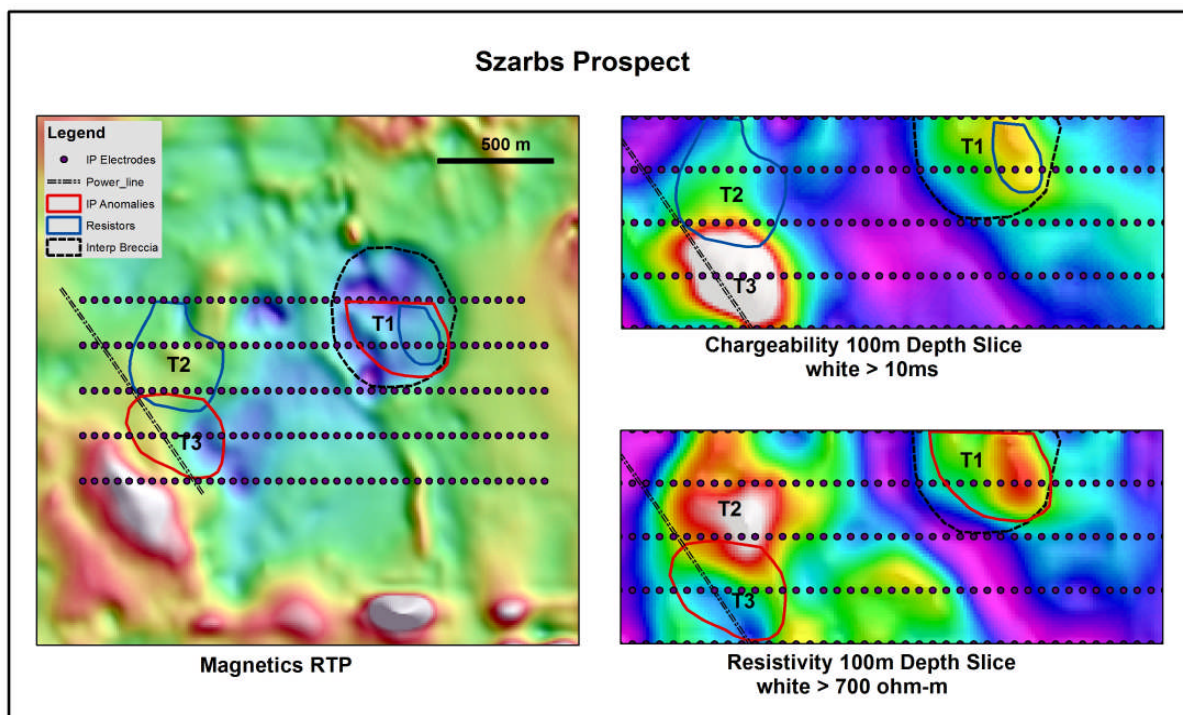 Szarbs Prospect
Legend
IP Electrodes
Power_line
IP Anomalies
Resistors
Interp Breccia
500 m
T1
T2
T3
Magnetics RTP
T1
T2
T3
Chargeability 100m Depth Slice
white > 10ms
T1
T2
T3
Resistivity 100m Depth Slice
white > 700 ohm-m